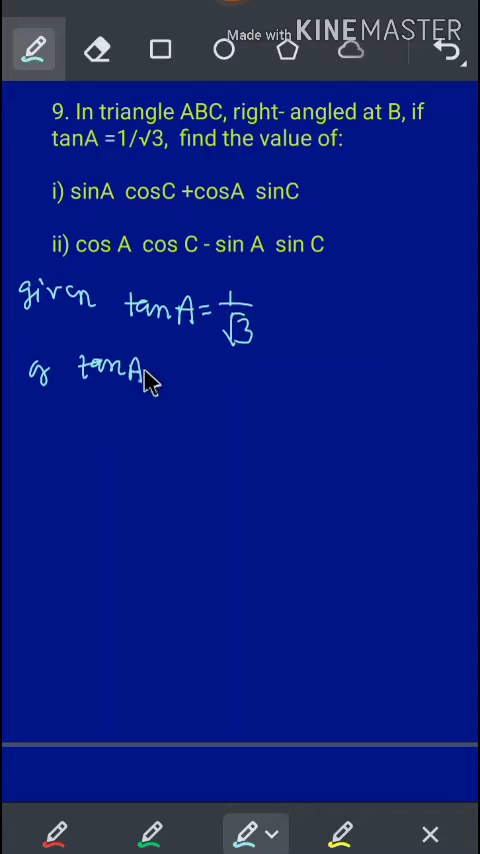 Made with KINEMASTER
9. In triangle ABC, right- angled at B, if
tanA =1/√3, find the value of:
i) sinA cosC +cosA sinC
ii) cos A cos C - sin A sin C
given tanA = 1/√3
tanA